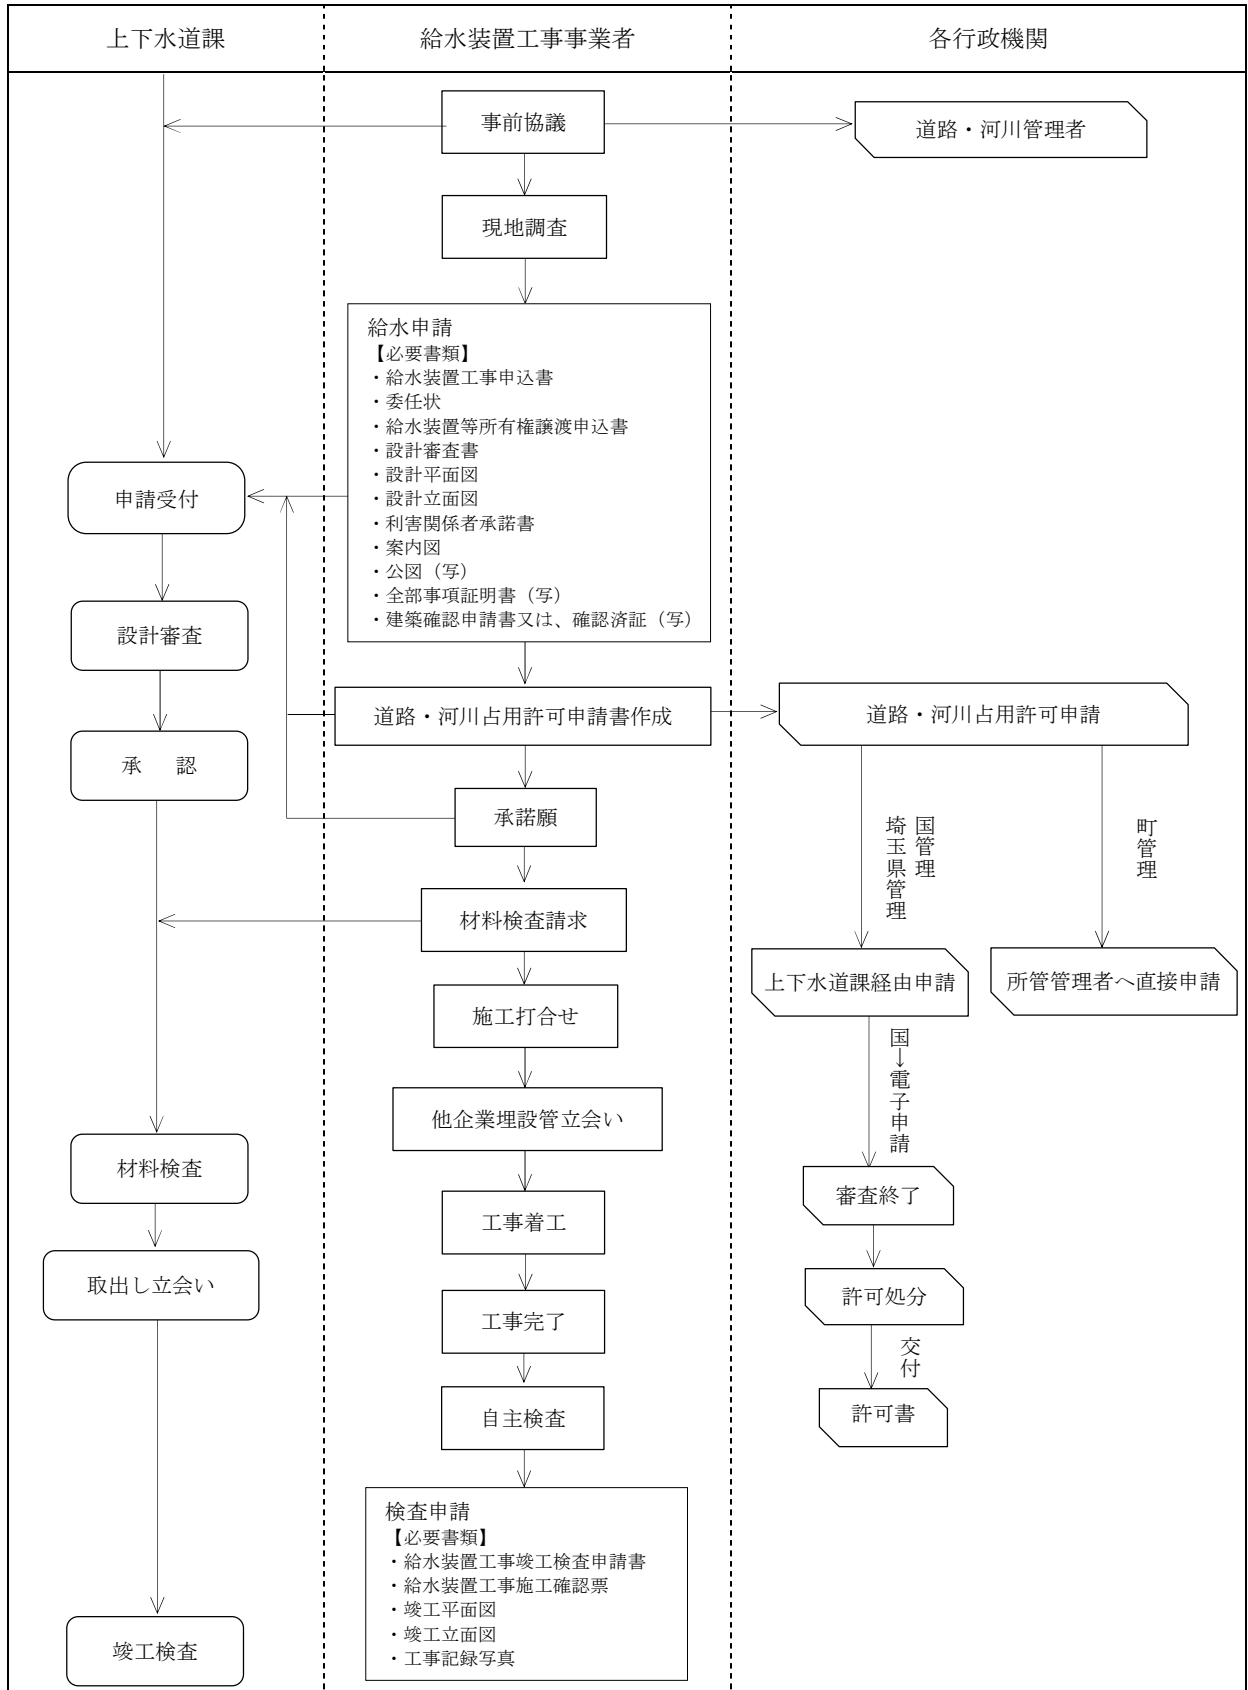 上下水道課
給水装置工事事業者
各行政機関
事前協議
道路・河川管理者
現地調査
給水申請
【必要書類】
・給水装置工事申込書
・委任状
・給水装置等所有権譲渡申込書
・設計審査書
・設計平面図
・設計立面図
・利害関係者承諾書
・案内図
・公図（写）
・全部事項証明書（写）
・建築確認申請書又は、確認済証（写）
申請受付
設計審査
承　認
道路・河川占用許可申請書作成
道路・河川占用許可申請
承諾願
国管理
埼玉県管理
町管理
材料検査請求
上下水道課経由申請
所管管理者へ直接申請
施工打合せ
国→電子申請
他企業埋設管立会い
材料検査
審査終了
工事着工
取出し立会い
許可処分
工事完了
交付
自主検査
許可書
検査申請
【必要書類】
・給水装置工事竣工検査申請書
・給水装置工事施工確認票
・竣工平面図
・竣工立面図
・工事記録写真
竣工検査